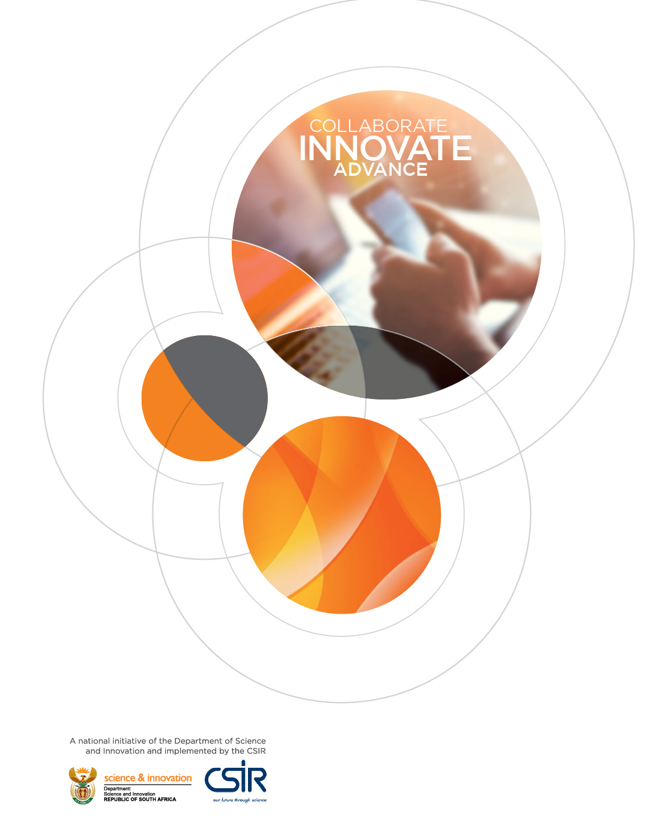 COLLABORATE
INNOVATE
ADVANCE
A national initiative of the Department of Science
and Innovation and implemented by the CSIR
science & innovation
Department:
Science and Innovation
REPUBLIC OF SOUTH AFRICA
CSIR
our future through science